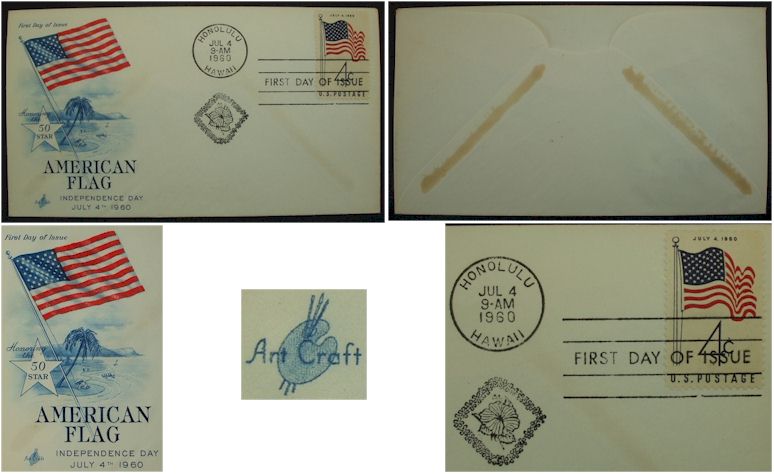 First Day of Issue
Honoring
the
50
STAR
AMERICAN
FLAG
INDEPENDENCE DAY
JULY 4TH 1960
HONOLULU
JUL 4
9-AM
1960
HAWAII
JULY 4, 1960
4¢
FIRST DAY OF ISSUE
U.S. POSTAGE
First Day of Issue
Honoring
the
50
STAR
AMERICAN
FLAG
Art Craft
INDEPENDENCE DAY
JULY 4TH 1960
Art Craft
HONOLULU
JUL 4
9-AM
1960
HAWAII
JULY 4, 1960
4¢
FIRST DAY OF ISSUE
U.S. POSTAGE